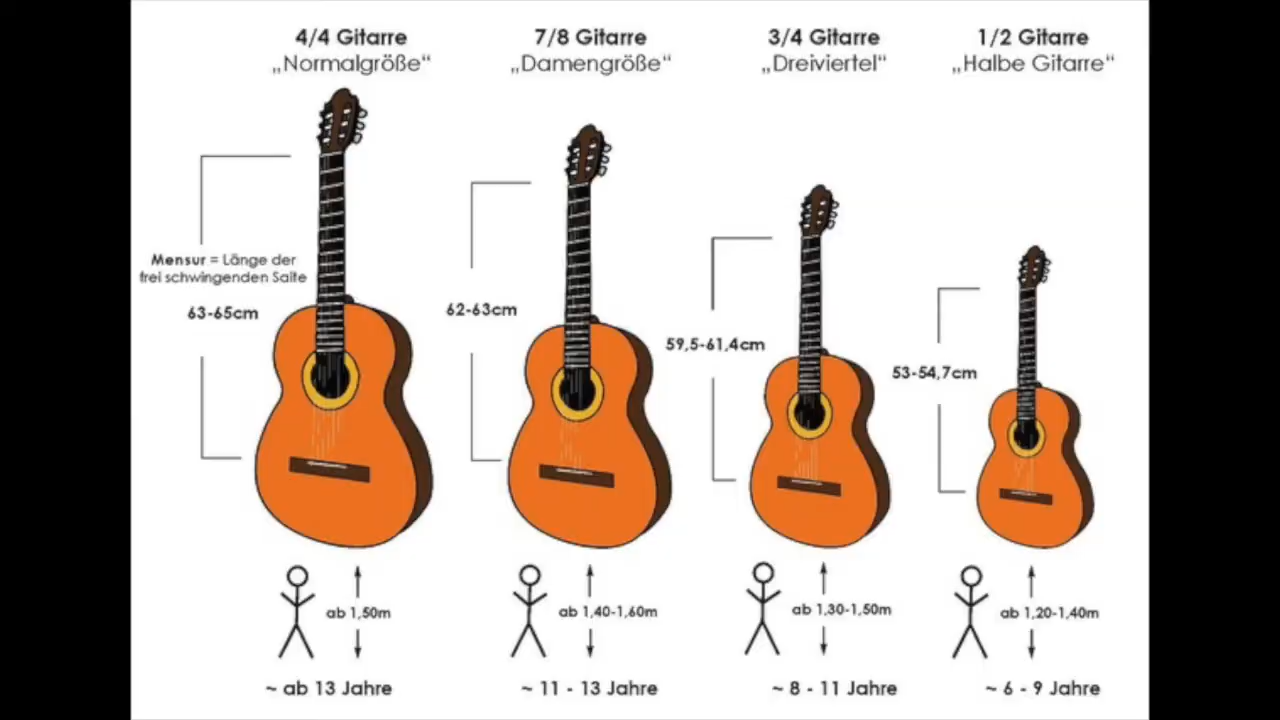 4/4 Gitarre
„Normalgröße“
7/8 Gitarre
„Damengröße“
3/4 Gitarre
„Dreiviertel“
1/2 Gitarre
„Halbe Gitarre“
Mensur = Länge der
frei schwingenden Saite
63-65cm
62-63cm
59,5-61,4cm
53-54,7cm
ab 1,50m
ab 1,40-1,60m
ab 1,30-1,50m
ab 1,20-1,40m
~ ab 13 Jahre
~ 11 - 13 Jahre
~ 8 - 11 Jahre
~ 6 - 9 Jahre